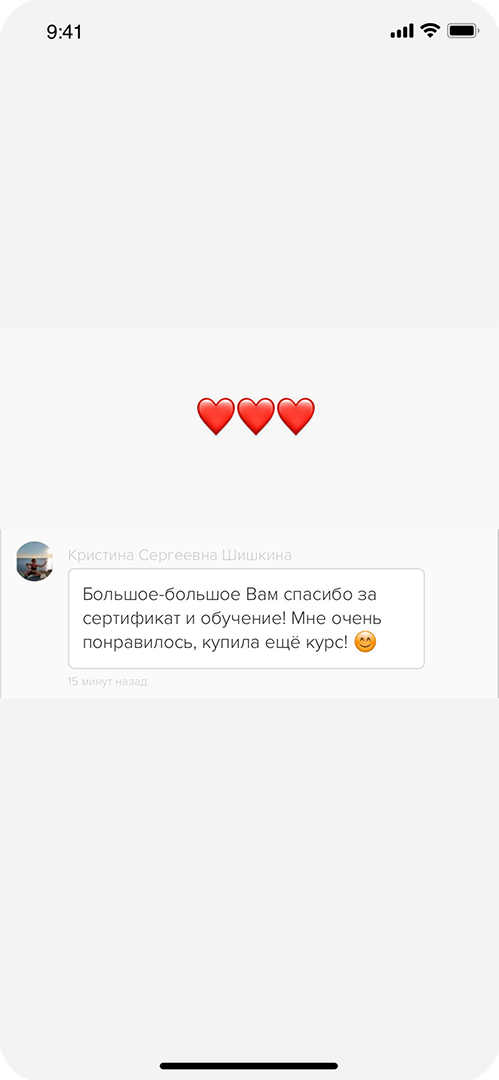 9:41
❤️❤️❤️
Кристина Сергеевна Шишкина
Большое-большое Вам спасибо за
сертификат и обучение! Мне очень
понравилось, купила ещё курс! 😊
15 минут назад